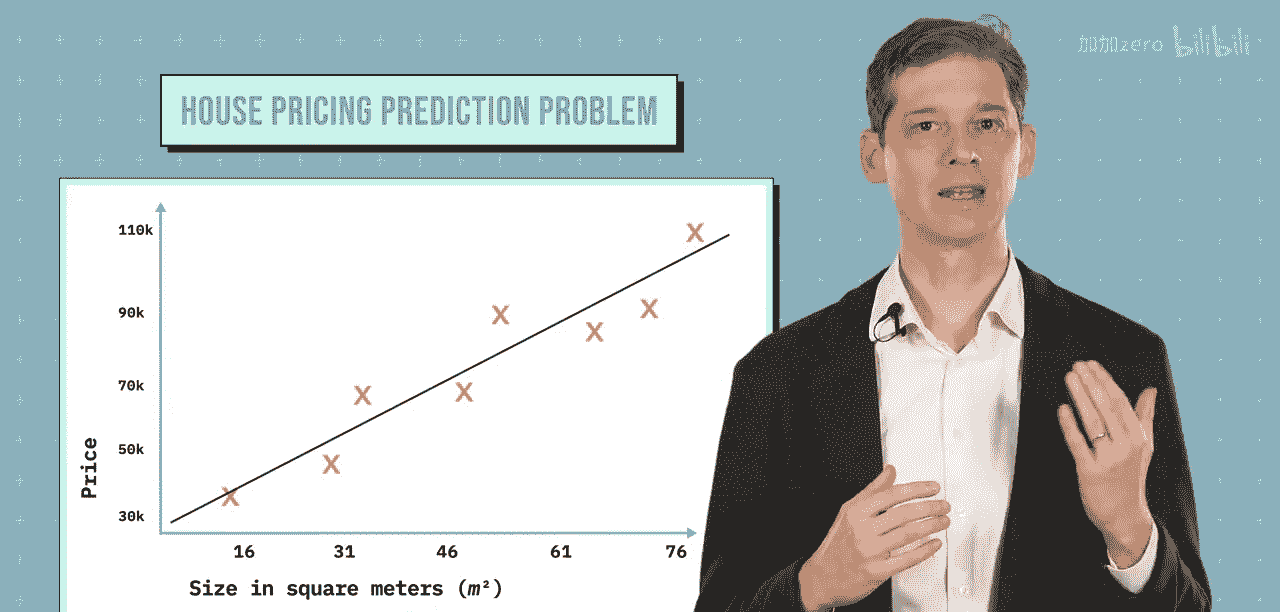 加加zero bilibili
HOUSE PRICING PREDICTION PROBLEM
110k
90k
70k
50k
30k
Price
16 31 46 61 76
Size in square meters (m²)